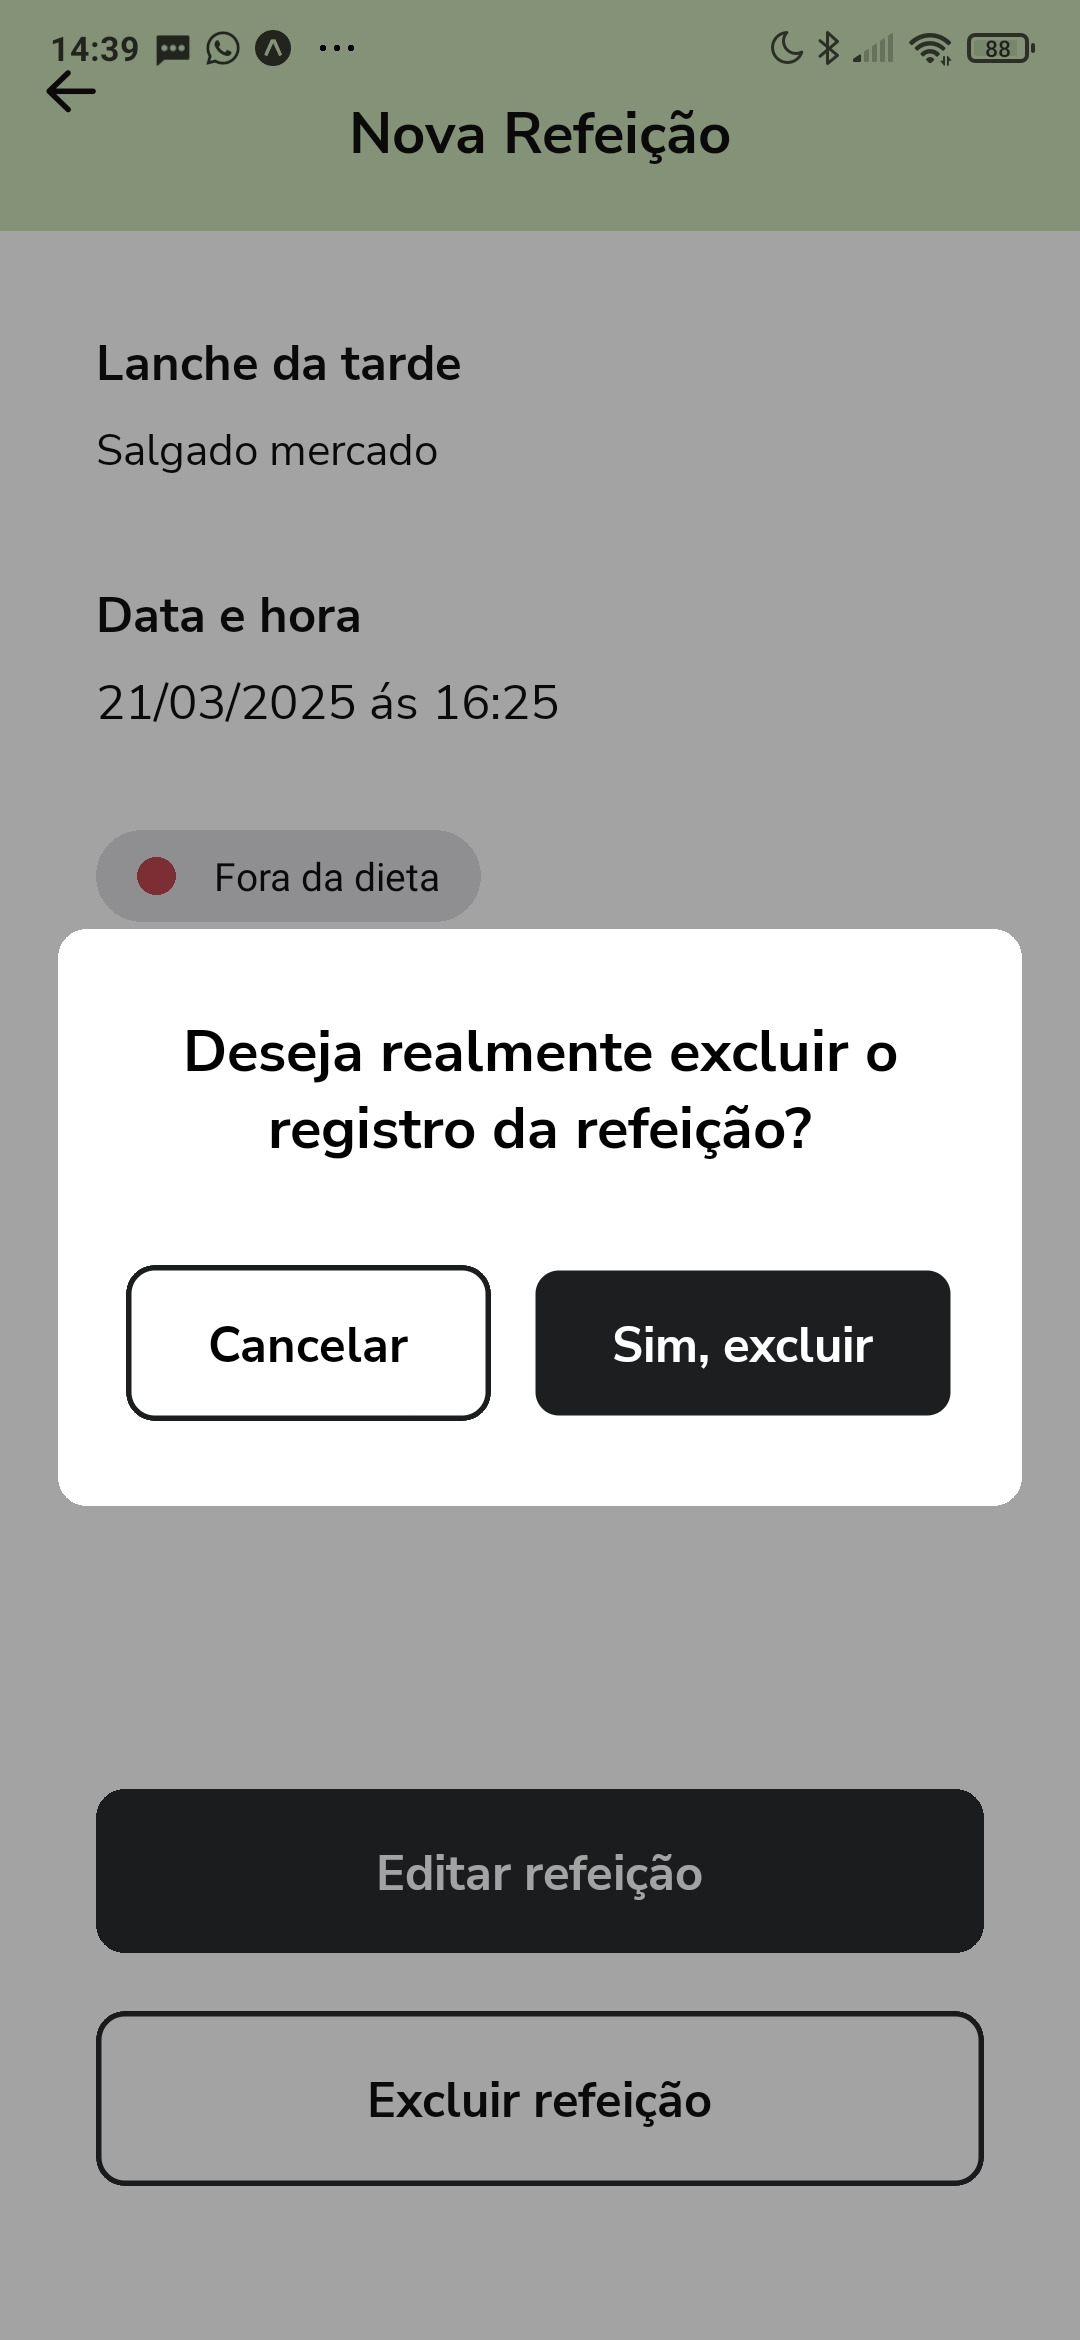 14:39
88
Nova Refeição
Lanche da tarde
Salgado mercado
Data e hora
21/03/2025 ás 16:25
Fora da dieta
Deseja realmente excluir o
registro da refeição?
Cancelar
Sim, excluir
Editar refeição
Excluir refeição